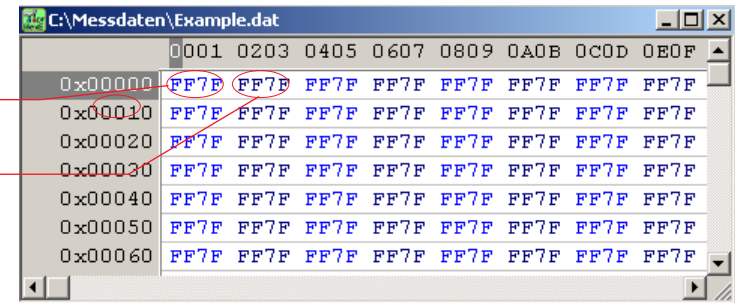 C:\Messdaten\Example.dat
0001 0203 0405 0607 0809 0A0B 0C0D 0E0F
0x00000 FF7F FF7F FF7F FF7F FF7F FF7F FF7F FF7F
0x00010 FF7F FF7F FF7F FF7F FF7F FF7F FF7F FF7F
0x00020 FF7F FF7F FF7F FF7F FF7F FF7F FF7F FF7F
0x00030 FF7F FF7F FF7F FF7F FF7F FF7F FF7F FF7F
0x00040 FF7F FF7F FF7F FF7F FF7F FF7F FF7F FF7F
0x00050 FF7F FF7F FF7F FF7F FF7F FF7F FF7F FF7F
0x00060 FF7F FF7F FF7F FF7F FF7F FF7F FF7F FF7F